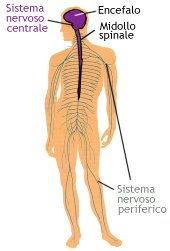 Sistema
nervoso
centrale
Encefalo
Midollo
spinale
Sistema
nervoso
periferico